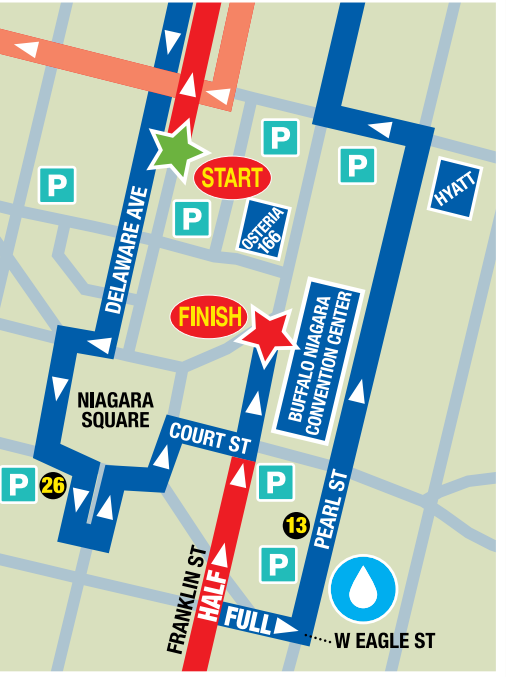 P
P
P
HYATT
START
P
OSTERIA
166
DELAWARE AVE
FINISH
BUFFALO NIAGARA
CONVENTION CENTER
NIAGARA
SQUARE
COURT ST
P
26
P
13
PEARL ST
P
FRANKLIN ST
HALF
FULL
W EAGLE ST